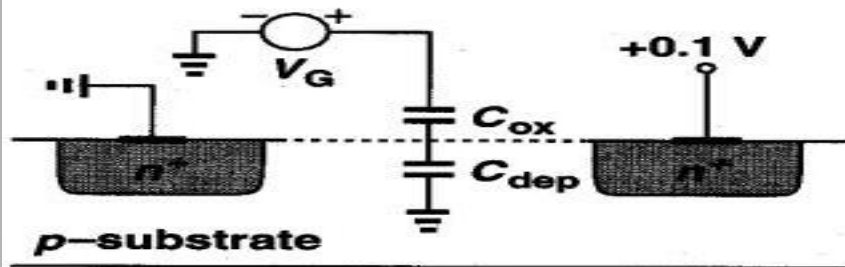 − +
V_G
+0.1 V
C_ox
n+
C_dep
n+
p−substrate